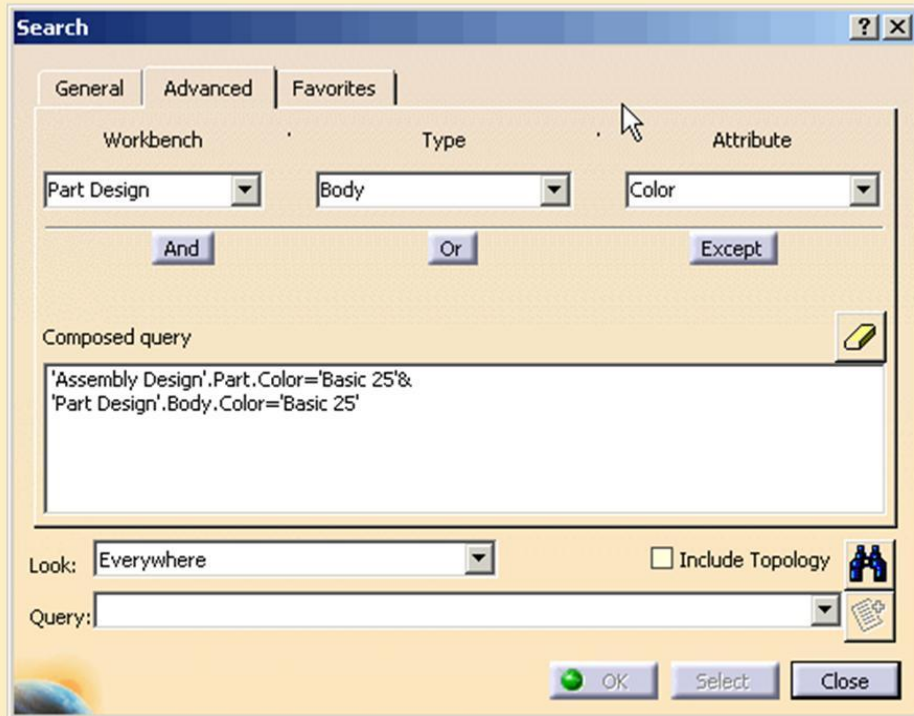 Search
General Advanced Favorites
Workbench Type Attribute
Part Design Body Color
And Or Except
Composed query
'Assembly Design'.Part.Color='Basic 25'&
'Part Design'.Body.Color='Basic 25'
Look: Everywhere Include Topology
Query:
OK Select Close